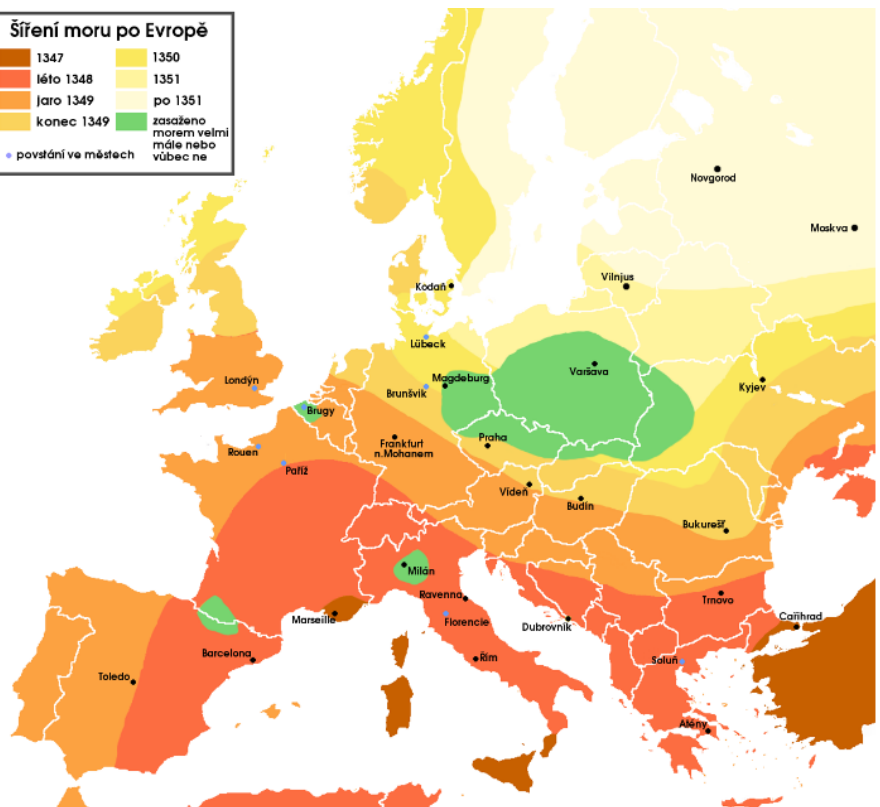 Šíření moru po Evropě
1347
léto 1348
jaro 1349
konec 1349
1350
1351
po 1351
zasaženo
morem velmi
mále nebo
vůbec ne
povstání ve městech
Novgorod
Moskva
Vilnjus
Kodaň
Lübeck
Varšava
Magdeburg
Kyjev
Londýn
Brunšvik
Brugy
Praha
Frankfurt
n.Mohanem
Rouen
Paříž
Vídeň
Budín
Bukurešť
Milán
Ravenna
Trnovo
Marseille
Florencie
Dubrovník
Cařihrad
Barcelona
Řím
Soluň
Toledo
Atény